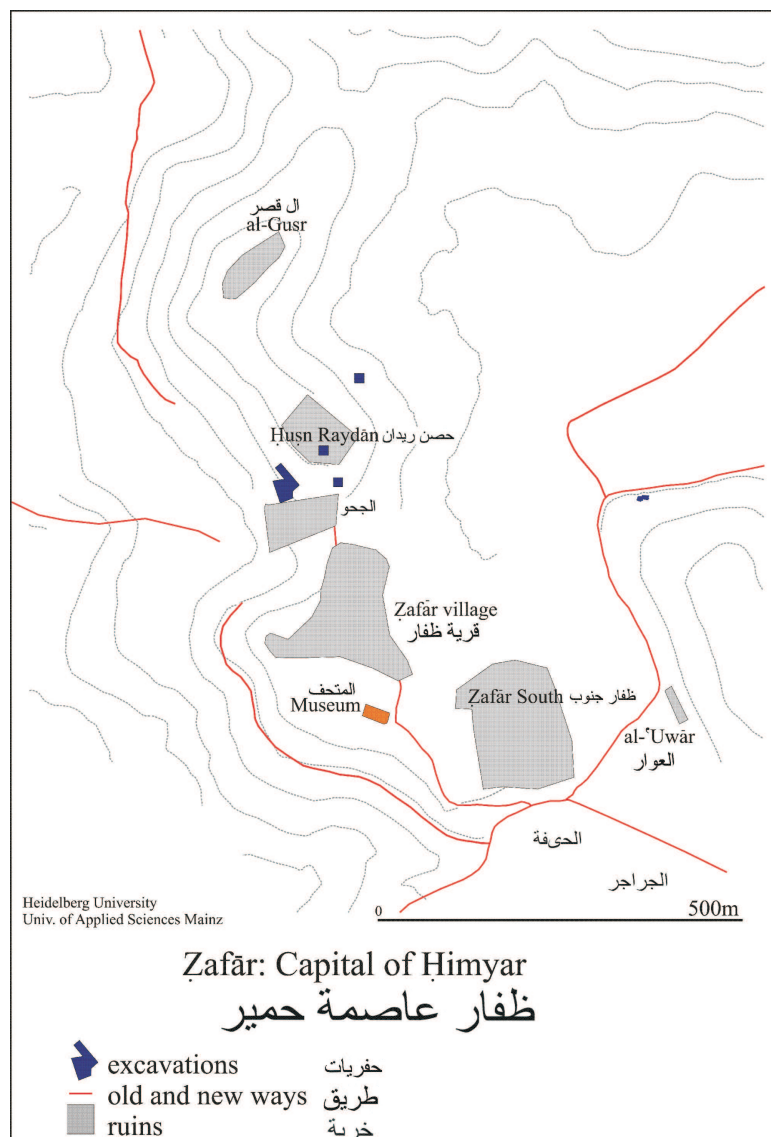 ال قصر
al-Gusr
Ḥuṣn Raydān حصن ريدان
الجحو
Ẓafār village
قرية ظفار
المتحف
Museum
Ẓafār South ظفار جنوب
al-ʿUwār
العوار
الحىفة
الجراجر
Heidelberg University
Univ. of Applied Sciences Mainz
0 500m
Ẓafār: Capital of Ḥimyar
ظفار عاصمة حمير
excavations حفريات
old and new ways طريق
ruins خربة